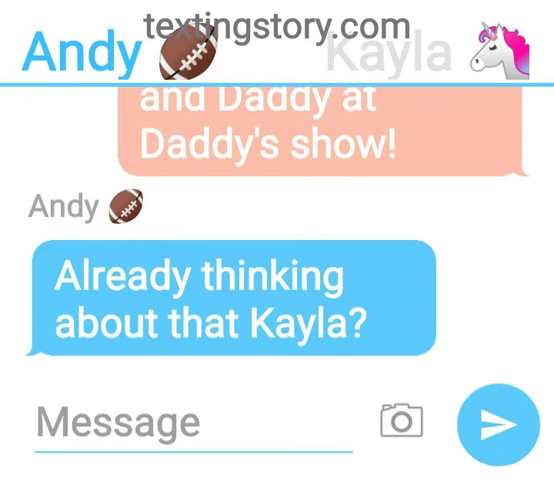 textingstory.com
Andy Kayla
and Daddy at
Daddy's show!
Andy
Already thinking
about that Kayla?
Message